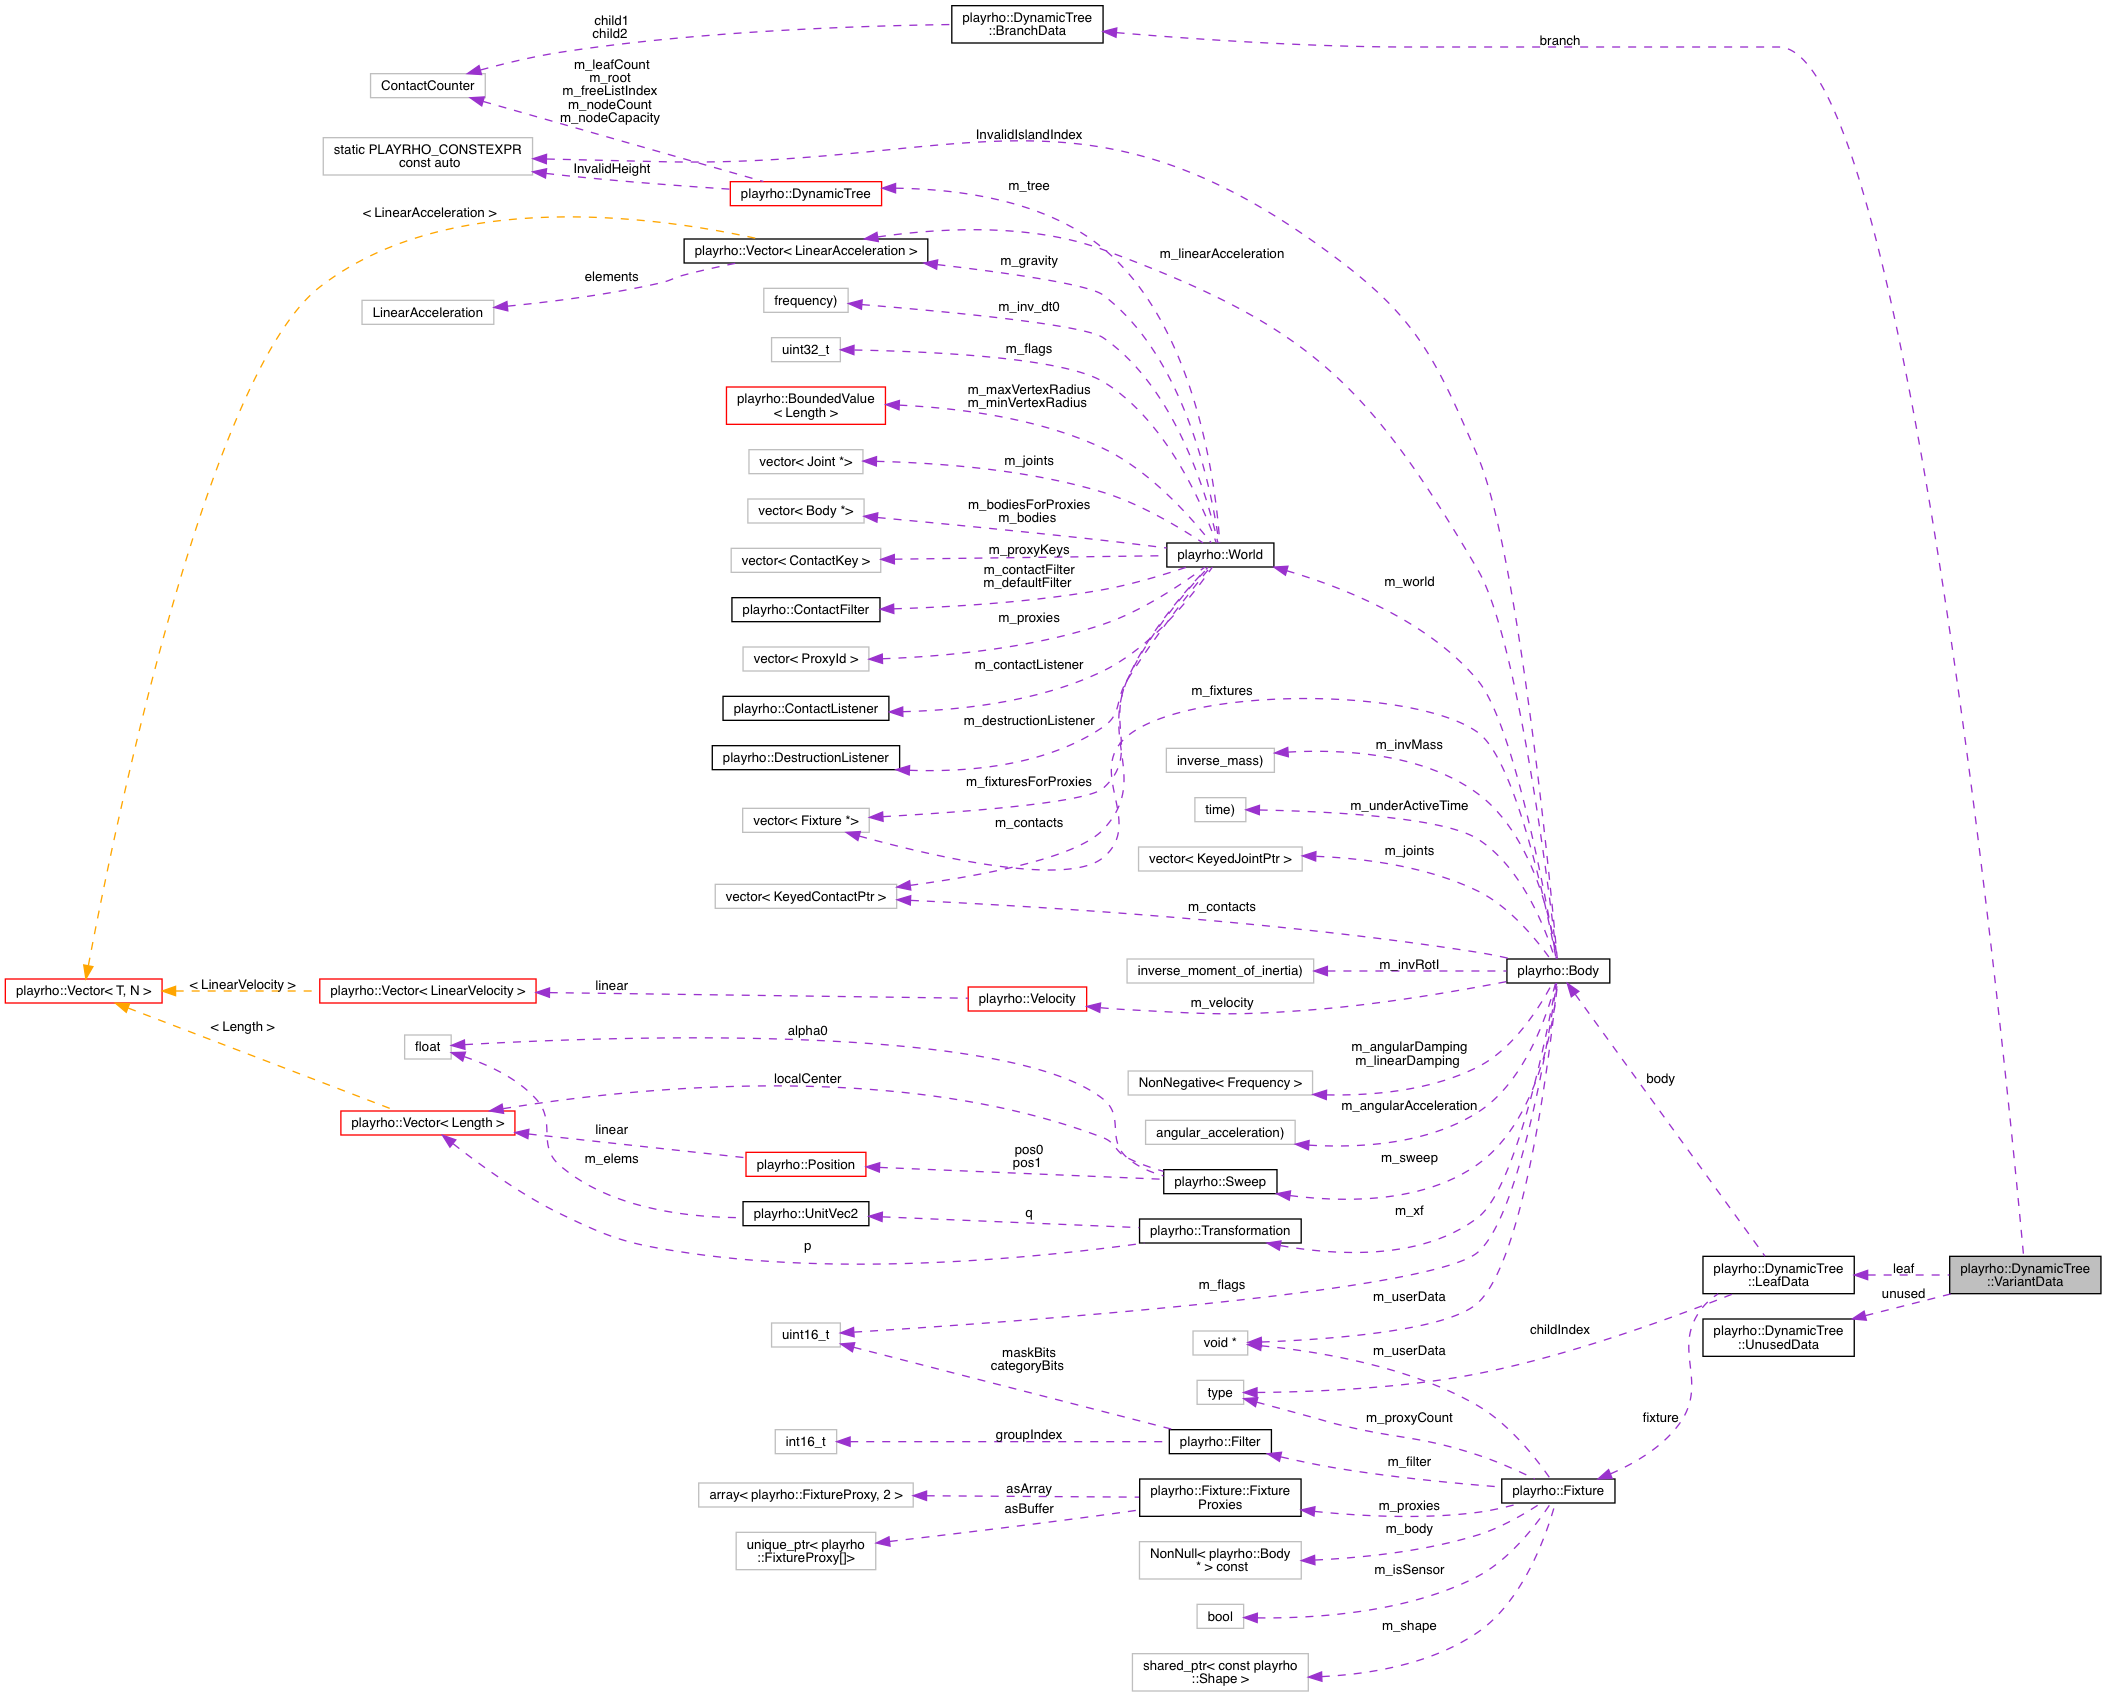 playrho::DynamicTree
::BranchData
child1
child2
branch
ContactCounter
m_leafCount
m_root
m_freeListIndex
m_nodeCount
m_nodeCapacity
static PLAYRHO_CONSTEXPR
const auto
InvalidIslandIndex
InvalidHeight
playrho::DynamicTree
m_tree
< LinearAcceleration >
playrho::Vector< LinearAcceleration >
m_linearAcceleration
m_gravity
elements
LinearAcceleration
frequency)
m_inv_dt0
uint32_t
m_flags
playrho::BoundedValue
< Length >
m_maxVertexRadius
m_minVertexRadius
vector< Joint *>
m_joints
vector< Body *>
m_bodiesForProxies
m_bodies
vector< ContactKey >
m_proxyKeys
playrho::World
m_contactFilter
m_defaultFilter
m_world
playrho::ContactFilter
m_proxies
vector< ProxyId >
m_contactListener
m_fixtures
playrho::ContactListener
m_destructionListener
m_invMass
playrho::DestructionListener
inverse_mass)
m_fixturesForProxies
time)
m_underActiveTime
vector< Fixture *>
m_contacts
vector< KeyedJointPtr >
m_joints
vector< KeyedContactPtr >
m_contacts
inverse_moment_of_inertia)
m_invRotI
playrho::Body
playrho::Vector< T, N >
< LinearVelocity >
playrho::Vector< LinearVelocity >
linear
playrho::Velocity
m_velocity
< Length >
float
alpha0
m_angularDamping
m_linearDamping
localCenter
NonNegative< Frequency >
body
m_angularAcceleration
playrho::Vector< Length >
linear
angular_acceleration)
m_elems
playrho::Position
pos0
pos1
m_sweep
playrho::Sweep
playrho::UnitVec2
q
m_xf
playrho::Transformation
p
playrho::DynamicTree
::LeafData
leaf
playrho::DynamicTree
::VariantData
m_flags
m_userData
unused
uint16_t
void *
playrho::DynamicTree
::UnusedData
childIndex
maskBits
categoryBits
m_userData
type
m_proxyCount
fixture
int16_t
groupIndex
playrho::Filter
m_filter
array< playrho::FixtureProxy, 2 >
asArray
playrho::Fixture::Fixture
Proxies
playrho::Fixture
asBuffer
m_proxies
m_body
unique_ptr< playrho
::FixtureProxy[]>
NonNull< playrho::Body
* > const
m_isSensor
bool
m_shape
shared_ptr< const playrho
::Shape >